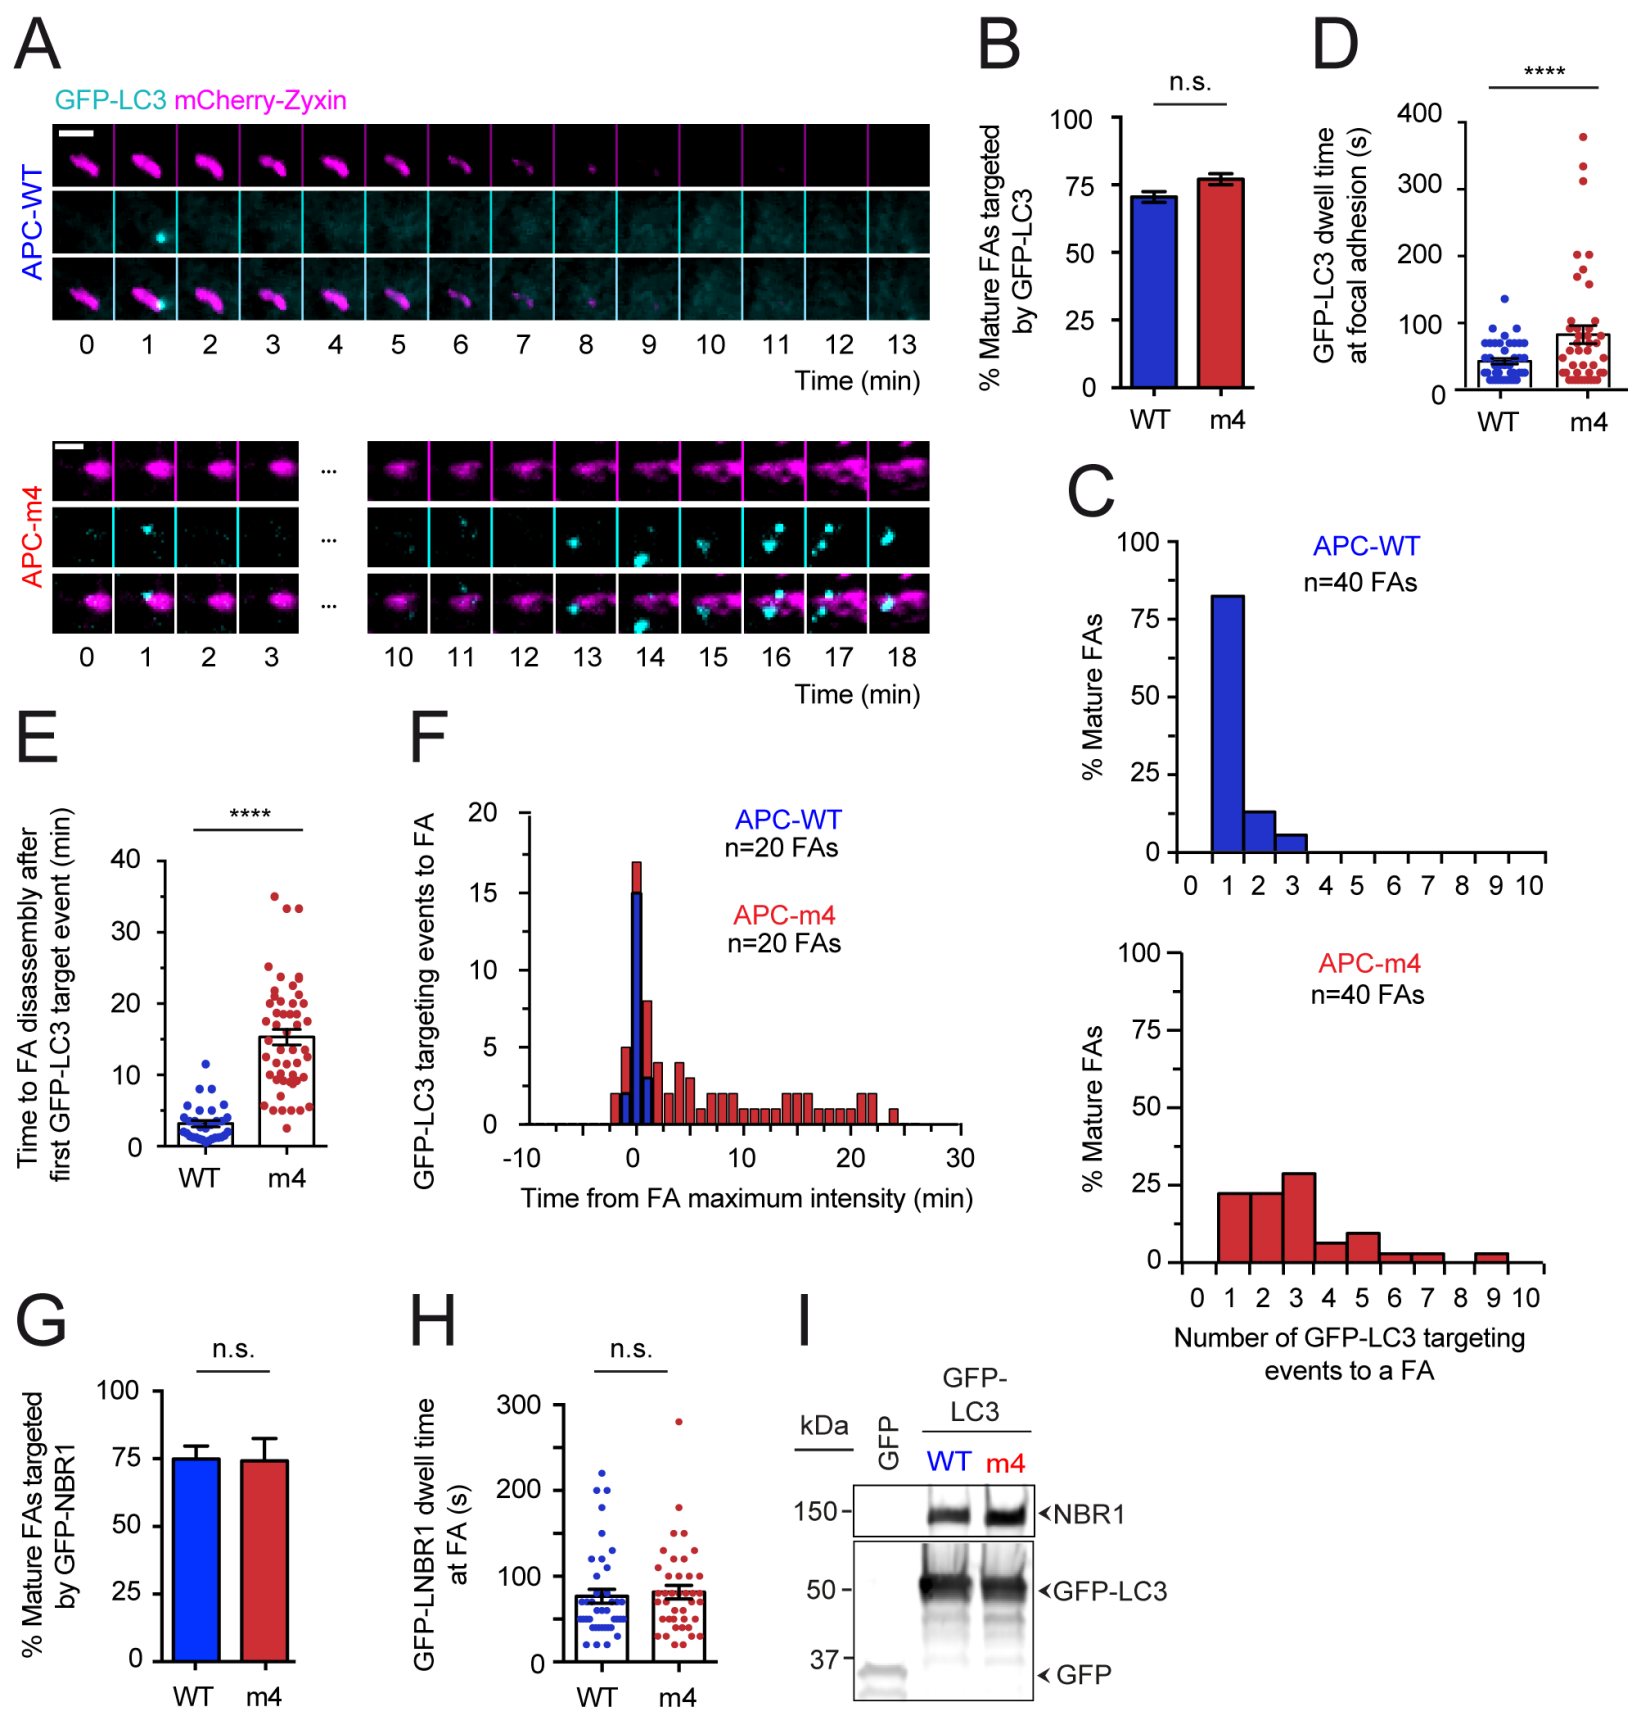 A
GFP-LC3 mCherry-Zyxin
APC-WT
0 1 2 3 4 5 6 7 8 9 10 11 12 13
Time (min)
APC-m4
...
...
...
0 1 2 3 10 11 12 13 14 15 16 17 18
Time (min)
B
n.s.
% Mature FAs targeted
by GFP-LC3
100
75
50
25
0
WT m4
D
****
GFP-LC3 dwell time
at focal adhesion (s)
400
300
200
100
0
WT m4
C
APC-WT
n=40 FAs
% Mature FAs
100
75
50
25
0
0 1 2 3 4 5 6 7 8 9 10
APC-m4
n=40 FAs
% Mature FAs
100
75
50
25
0
0 1 2 3 4 5 6 7 8 9 10
Number of GFP-LC3 targeting
events to a FA
E
****
Time to FA disassembly after
first GFP-LC3 target event (min)
40
30
20
10
0
WT m4
F
GFP-LC3 targeting events to FA
20
15
10
5
0
APC-WT
n=20 FAs
APC-m4
n=20 FAs
-10 0 10 20 30
Time from FA maximum intensity (min)
G
n.s.
% Mature FAs targeted
by GFP-NBR1
100
75
50
25
0
WT m4
H
n.s.
GFP-LNBR1 dwell time
at FA (s)
300
200
100
0
WT m4
I
kDa
GFP
GFP-
LC3
WT m4
150
NBR1
50
GFP-LC3
37
GFP